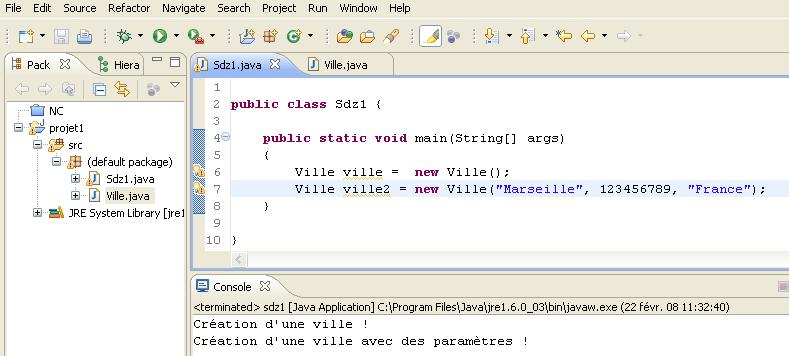 File Edit Source Refactor Navigate Search Project Run Window Help
Pack Hiera
NC
projet1
src
(default package)
Sdz1.java
Ville.java
JRE System Library [jre1
Sdz1.java Ville.java
1
2 public class Sdz1 {
3
4 public static void main(String[] args)
5 {
6 Ville ville = new Ville();
7 Ville ville2 = new Ville("Marseille", 123456789, "France");
8 }
9
10 }
Console
<terminated> sdz1 [Java Application] C:\Program Files\Java\jre1.6.0_03\bin\javaw.exe (22 févr. 08 11:32:40)
Création d'une ville !
Création d'une ville avec des paramètres !